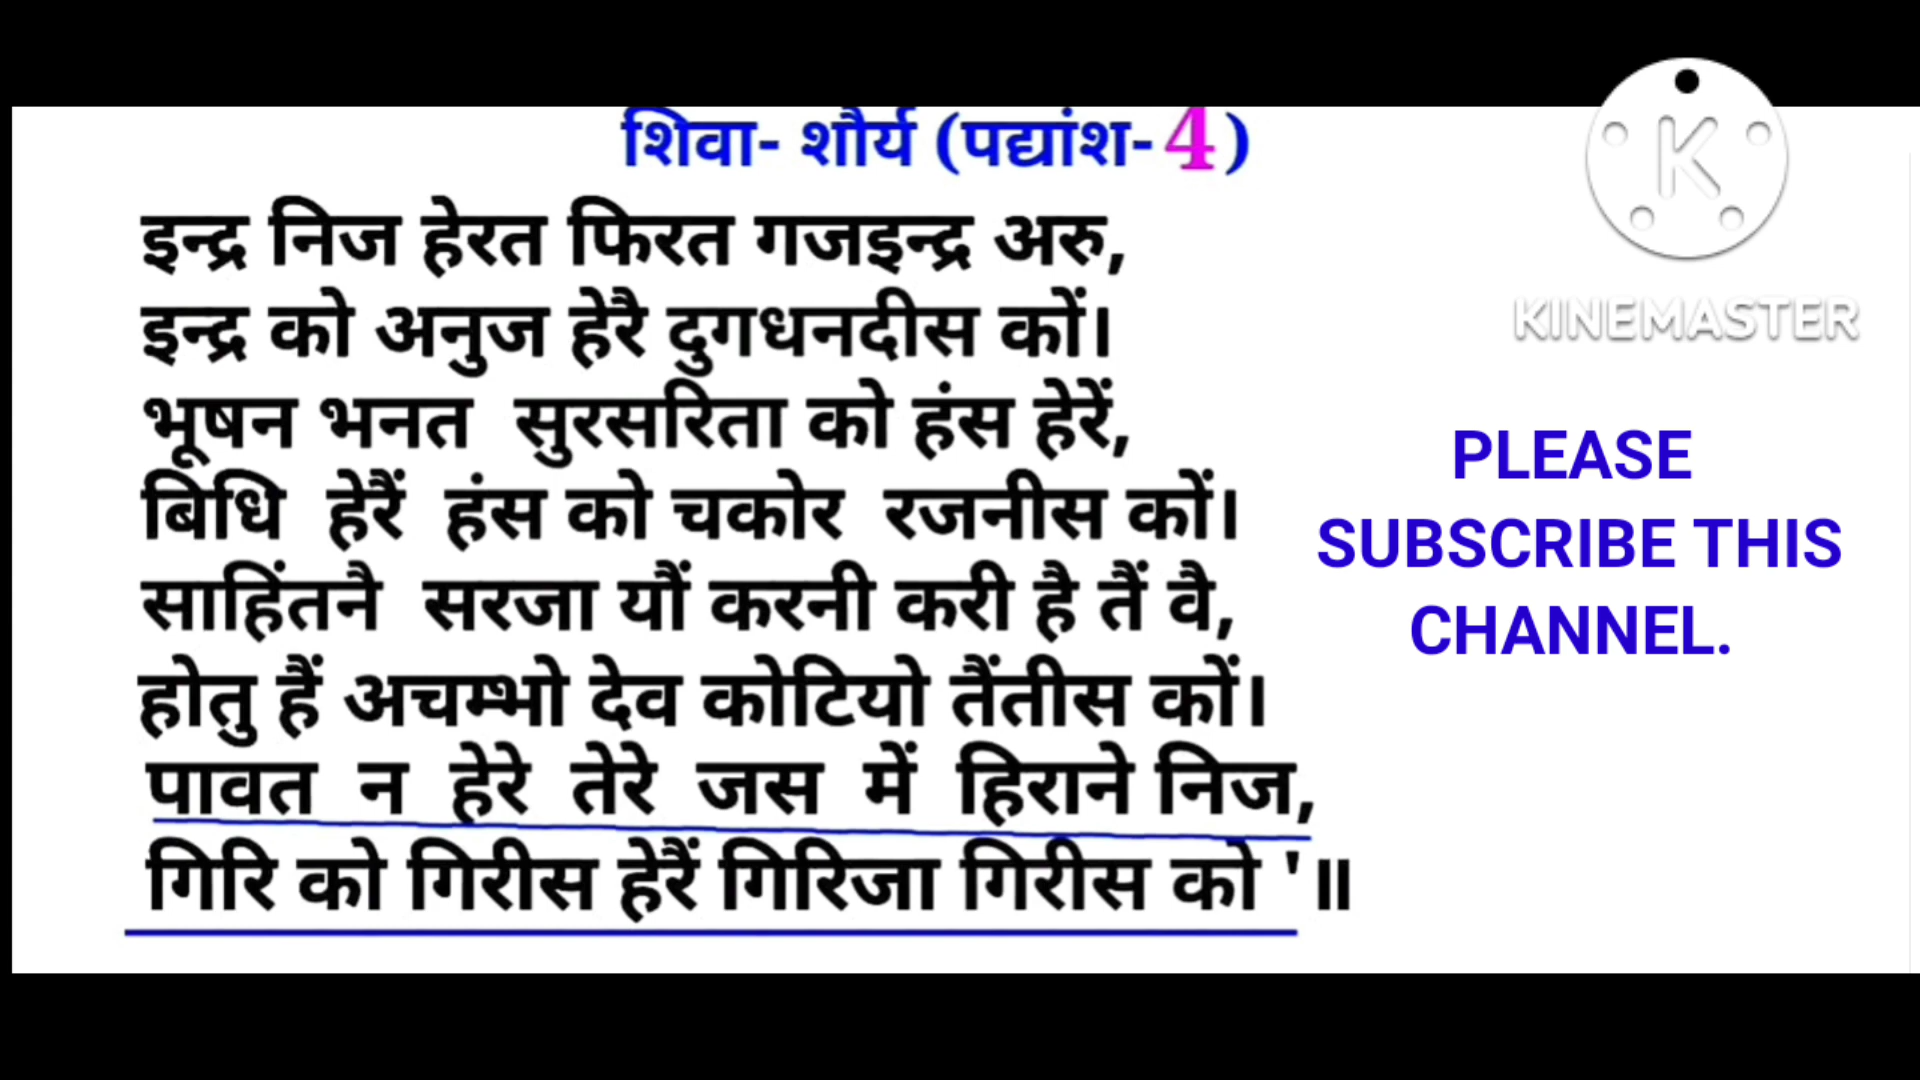 शिवा- शौर्य (पद्यांश-4)
इन्द्र निज हेरत फिरत गजइन्द्र अरु,
इन्द्र को अनुज हेरै दुगधनदीस कों।
भूषन भनत सुरसरिता को हंस हेरें,
बिधि हेरैं हंस को चकोर रजनीस कों।
साहिंतनै सरजा यौं करनी करी है तैं वै,
होतु हैं अचम्भो देव कोटियो तैंतीस कों।
पावत न हेरे तेरे जस में हिराने निज,
गिरि को गिरीस हेरैं गिरिजा गिरीस को '॥
K
KINEMASTER
PLEASE
SUBSCRIBE THIS
CHANNEL.